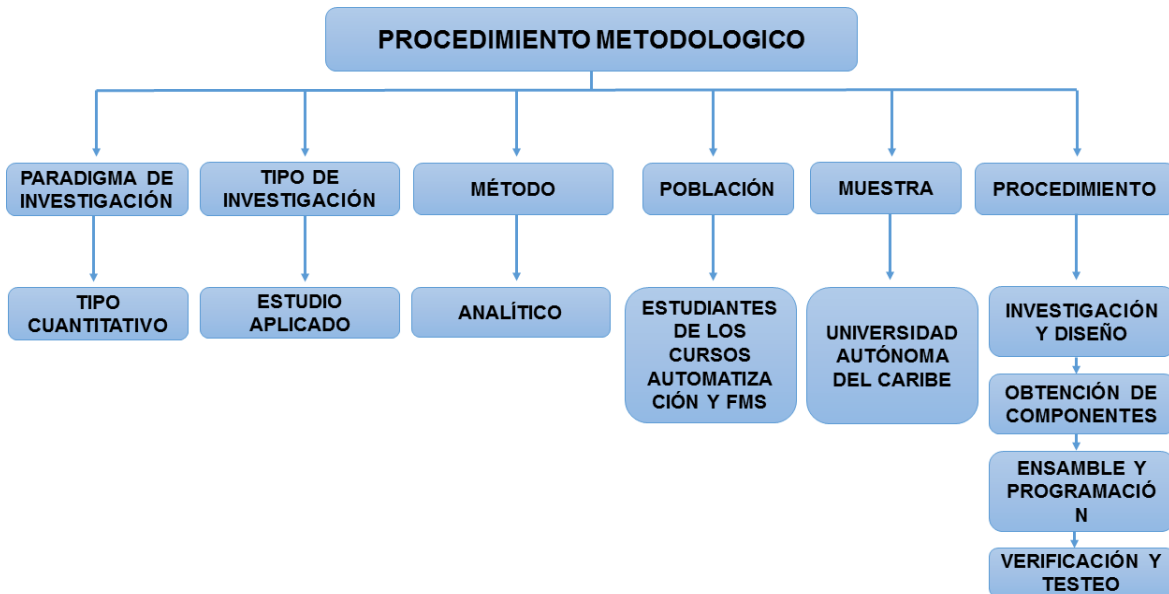 PROCEDIMIENTO METODOLOGICO
PARADIGMA DE
INVESTIGACIÓN
TIPO DE
INVESTIGACIÓN
MÉTODO
POBLACIÓN
MUESTRA
PROCEDIMIENTO
TIPO
CUANTITATIVO
ESTUDIO
APLICADO
ANALÍTICO
ESTUDIANTES
DE LOS
CURSOS
AUTOMATIZA
CIÓN Y FMS
UNIVERSIDAD
AUTÓNOMA
DEL CARIBE
INVESTIGACIÓN
Y DISEÑO
OBTENCIÓN DE
COMPONENTES
ENSAMBLE Y
PROGRAMACIÓ
N
VERIFICACIÓN Y
TESTEO